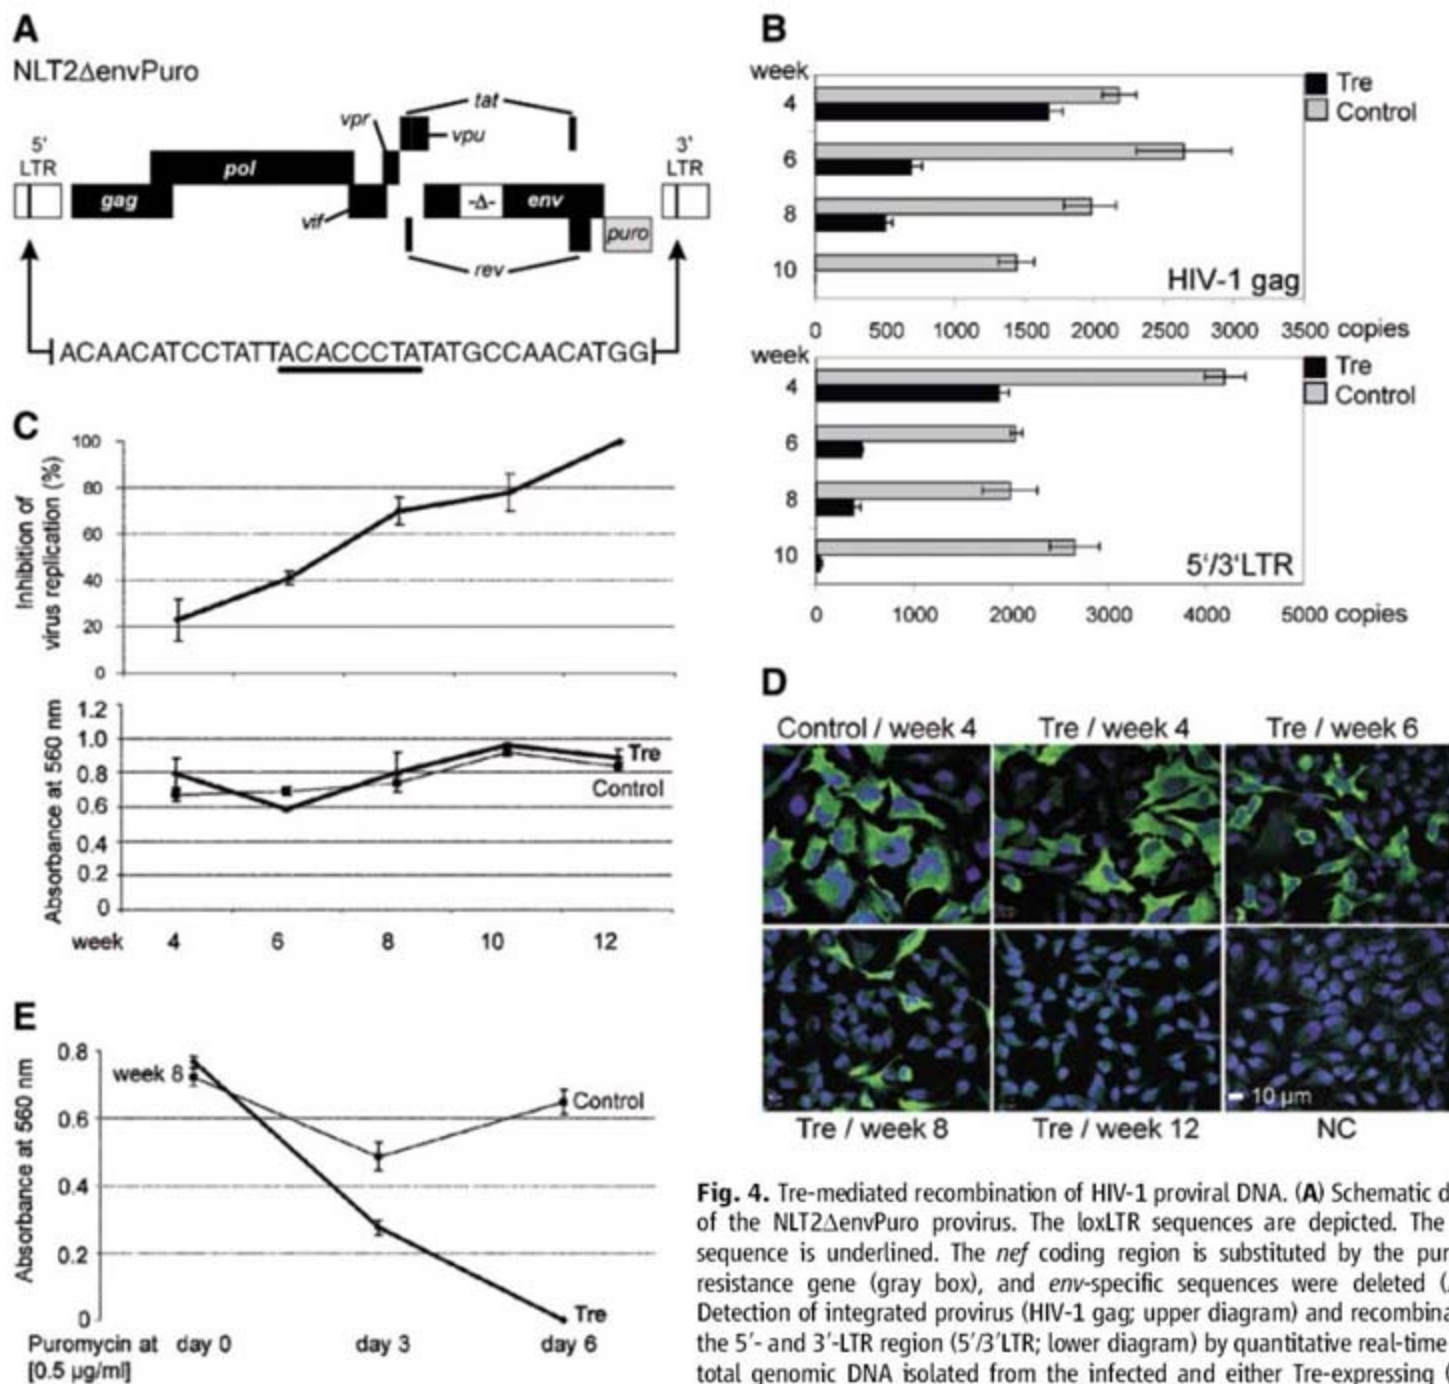 A
NLT2ΔenvPuro
5'
LTR
gag
pol
vif
vpr
tat
vpu
-Δ-
env
rev
puro
3'
LTR
ACAACATCCTATTACACCCTATATGCCAACATGG
B
week
4
6
8
10
Tre
Control
HIV-1 gag
0 500 1000 1500 2000 2500 3000 3500 copies
week
4
6
8
10
Tre
Control
5'/3'LTR
0 1000 2000 3000 4000 5000 copies
C
Inhibition of
virus replication (%)
100
80
60
40
20
0
Absorbance at 560 nm
1.2
1.0
0.8
0.6
0.4
0.2
0
Tre
Control
week 4 6 8 10 12
D
Control / week 4 Tre / week 4 Tre / week 6
10 µm
Tre / week 8 Tre / week 12 NC
E
Absorbance at 560 nm
0.8
0.6
0.4
0.2
0
week 8
Control
Tre
Puromycin at day 0 day 3 day 6
[0.5 µg/ml]
Fig. 4. Tre-mediated recombination of HIV-1 proviral DNA. (A) Schematic d
of the NLT2ΔenvPuro provirus. The loxLTR sequences are depicted. The
sequence is underlined. The nef coding region is substituted by the pur
resistance gene (gray box), and env-specific sequences were deleted (
Detection of integrated provirus (HIV-1 gag; upper diagram) and recombina
the 5'- and 3'-LTR region (5'/3'LTR; lower diagram) by quantitative real-time
total genomic DNA isolated from the infected and either Tre-expressing (